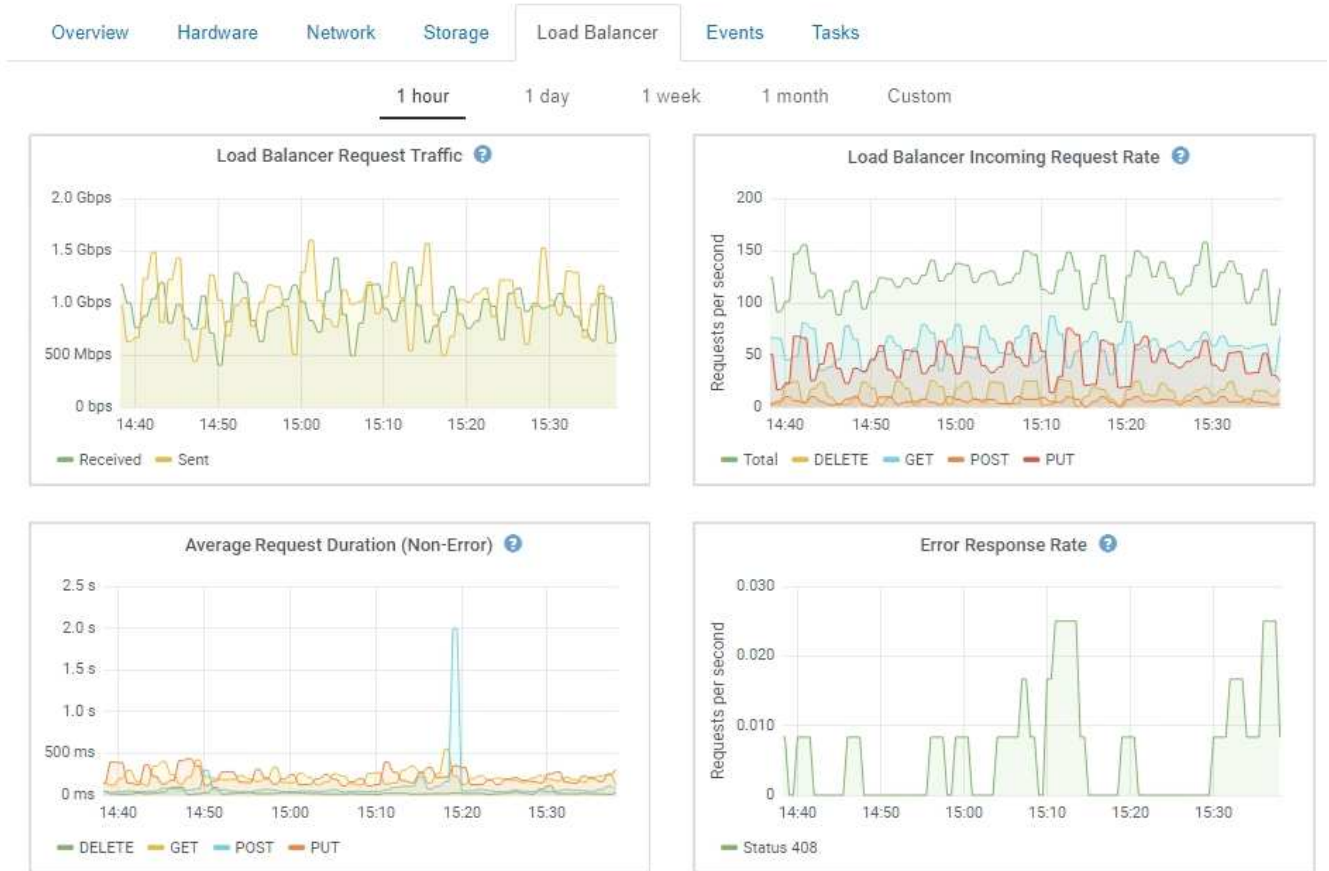 Overview Hardware Network Storage Load Balancer Events Tasks
1 hour 1 day 1 week 1 month Custom
Load Balancer Request Traffic ?
2.0 Gbps
1.5 Gbps
1.0 Gbps
500 Mbps
0 bps
14:40 14:50 15:00 15:10 15:20 15:30
Received Sent
Load Balancer Incoming Request Rate ?
Requests per second
200
150
100
50
0
14:40 14:50 15:00 15:10 15:20 15:30
Total DELETE GET POST PUT
Average Request Duration (Non-Error) ?
2.5 s
2.0 s
1.5 s
1.0 s
500 ms
0 ms
14:40 14:50 15:00 15:10 15:20 15:30
DELETE GET POST PUT
Error Response Rate ?
Requests per second
0.030
0.020
0.010
0
14:40 14:50 15:00 15:10 15:20 15:30
Status 408